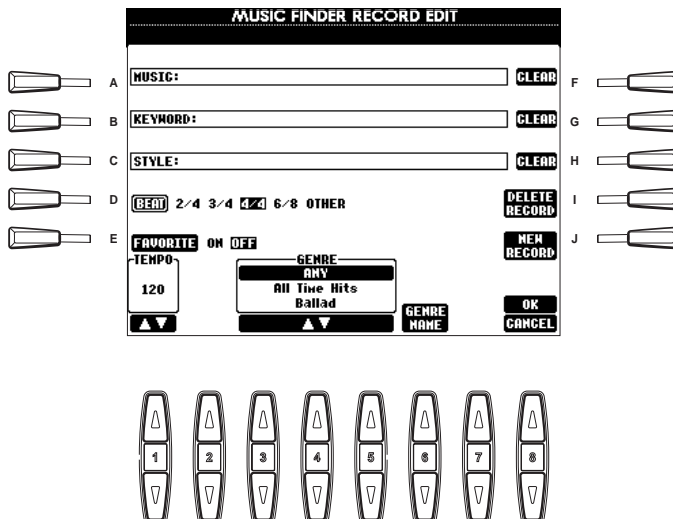 MUSIC FINDER RECORD EDIT
A MUSIC: CLEAR F
B KEYWORD: CLEAR G
C STYLE: CLEAR H
D BEAT 2/4 3/4 4/4 6/8 OTHER DELETE RECORD I
E FAVORITE ON OFF NEW RECORD J
TEMPO GENRE
ANY
120 All Time Hits
Ballad
GENRE NAME
OK
CANCEL
1 2 3 4 5 6 7 8